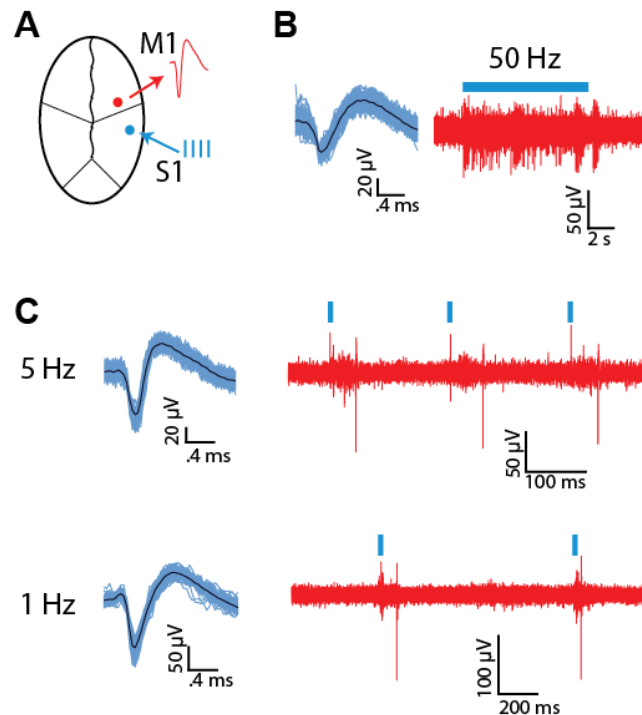 A
M1
S1
B
50 Hz
20 µV
.4 ms
50 µV
2 s
C
5 Hz
20 µV
.4 ms
50 µV
100 ms
1 Hz
50 µV
.4 ms
100 µV
200 ms